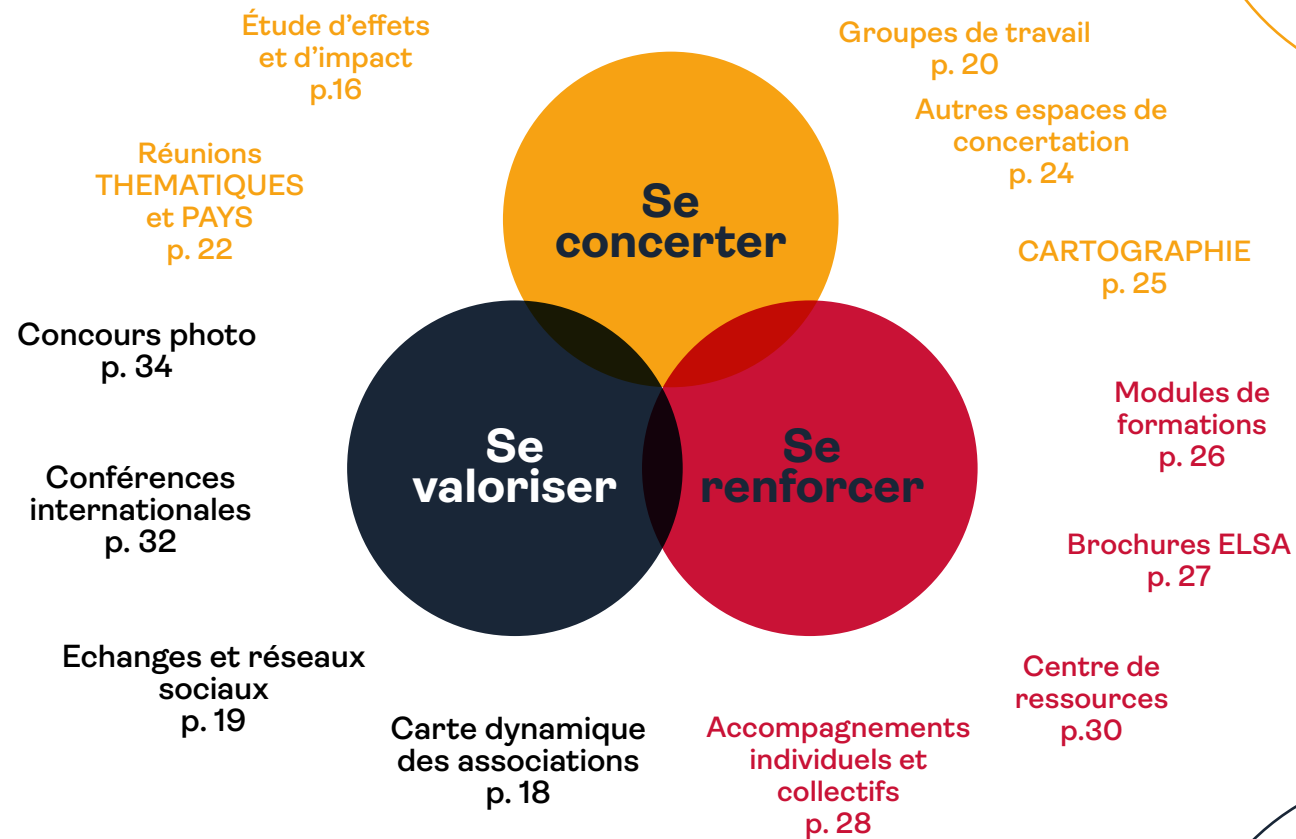 Étude d'effets
et d'impact
p.16
Groupes de travail
p. 20
Autres espaces de
concertation
p. 24
Réunions
THEMATIQUES
et PAYS
p. 22
Se
concerter
CARTOGRAPHIE
p. 25
Concours photo
p. 34
Modules de
formations
p. 26
Se
valoriser
Se
renforcer
Conférences
internationales
p. 32
Brochures ELSA
p. 27
Echanges et réseaux
sociaux
p. 19
Centre de
ressources
p.30
Carte dynamique
des associations
p. 18
Accompagnements
individuels et
collectifs
p. 28